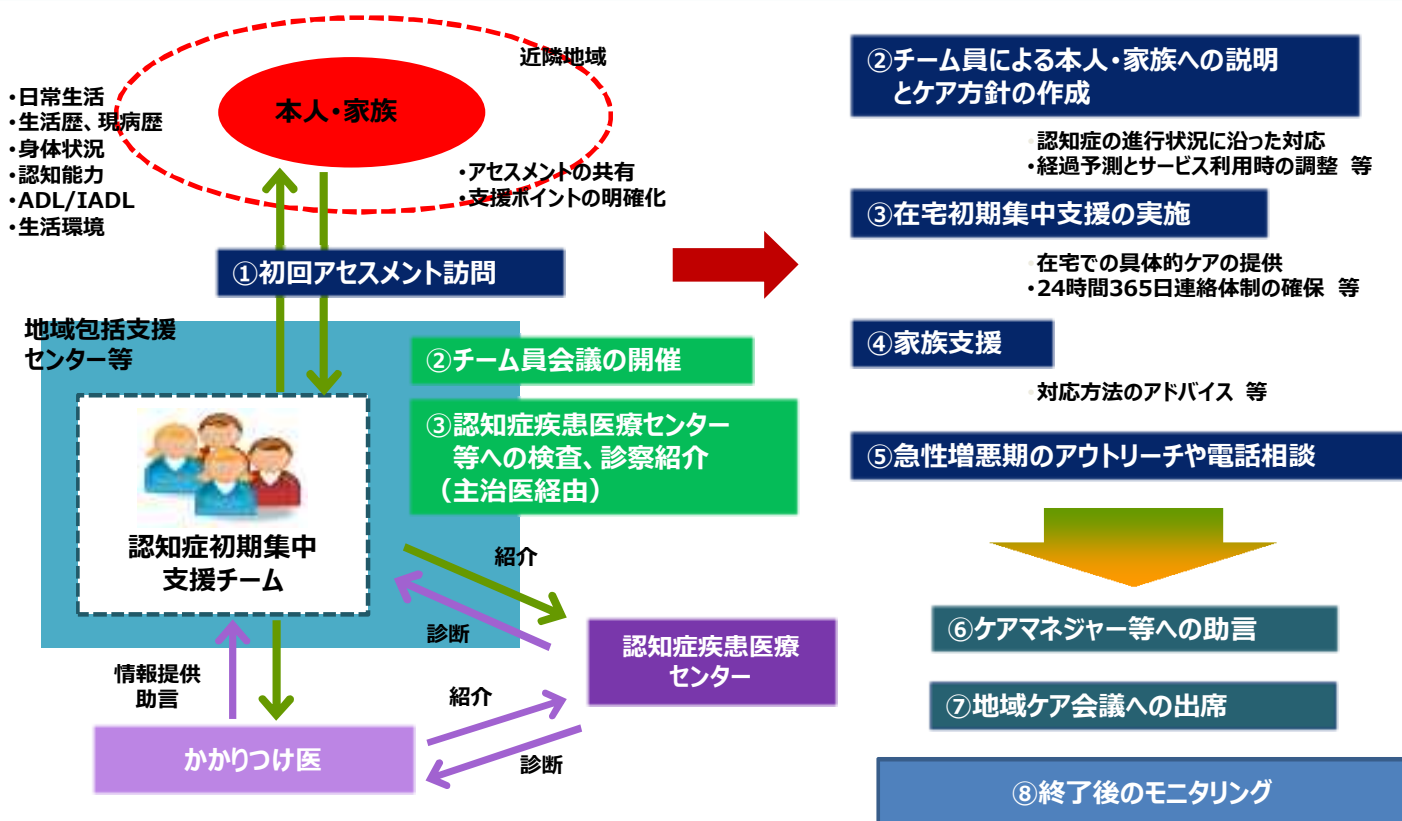 近隣地域
本人・家族
・日常生活
・生活歴、現病歴
・身体状況
・認知能力
・ADL/IADL
・生活環境
・アセスメントの共有
・支援ポイントの明確化
①初回アセスメント訪問
地域包括支援
センター等
②チーム員会議の開催
③認知症疾患医療センター
等への検査、診察紹介
(主治医経由)
認知症初期集中
支援チーム
紹介
診断
認知症疾患医療
センター
情報提供
助言
紹介
診断
かかりつけ医
②チーム員による本人・家族への説明
とケア方針の作成
・認知症の進行状況に沿った対応
・経過予測とサービス利用時の調整 等
③在宅初期集中支援の実施
・在宅での具体的ケアの提供
・24時間365日連絡体制の確保 等
④家族支援
・対応方法のアドバイス 等
⑤急性増悪期のアウトリーチや電話相談
⑥ケアマネジャー等への助言
⑦地域ケア会議への出席
⑧終了後のモニタリング